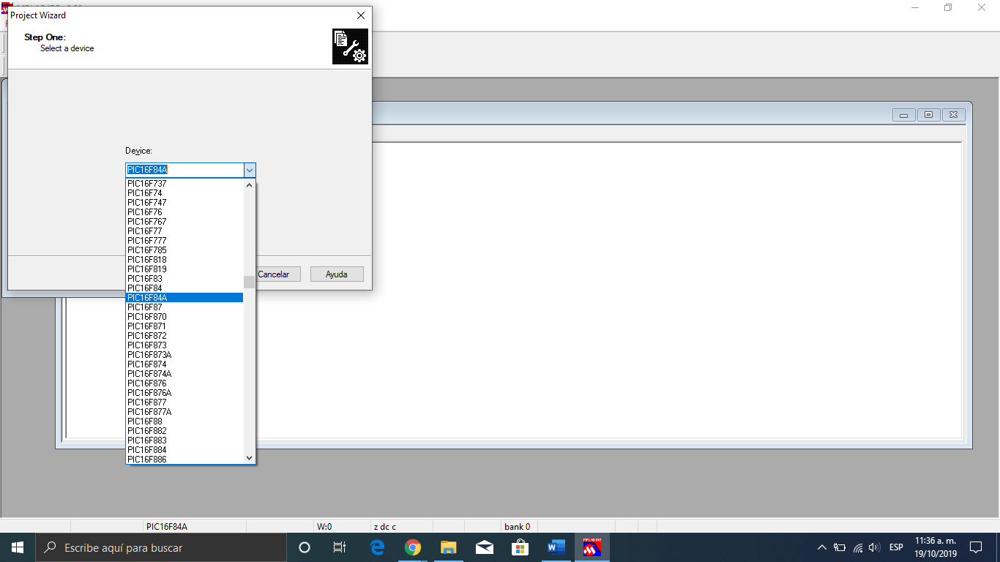 Project Wizard
Step One:
Select a device
Device:
PIC16F84A
PIC16F737
PIC16F74
PIC16F747
PIC16F76
PIC16F767
PIC16F77
PIC16F777
PIC16F785
PIC16F818
PIC16F819
PIC16F83
PIC16F84
PIC16F84A
PIC16F87
PIC16F870
PIC16F871
PIC16F872
PIC16F873
PIC16F873A
PIC16F874
PIC16F874A
PIC16F876
PIC16F876A
PIC16F877
PIC16F877A
PIC16F88
PIC16F882
PIC16F883
PIC16F884
PIC16F886
Cancelar
Ayuda
PIC16F84A
W:0
z dc c
bank 0
Escribe aquí para buscar
MPLAB IDE
ESP
11:36 a. m.
19/10/2019